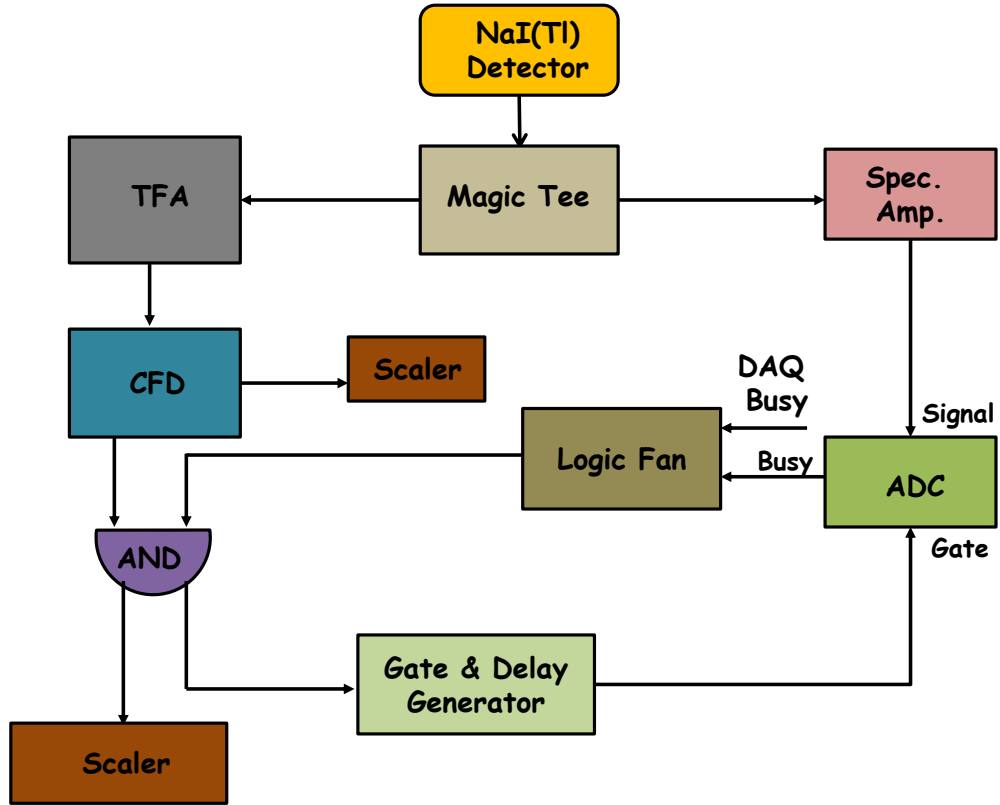 NaI(Tl)
Detector
TFA
Magic Tee
Spec.
Amp.
CFD
Scaler
DAQ
Busy
Signal
Logic Fan
Busy
ADC
Gate
AND
Gate & Delay
Generator
Scaler